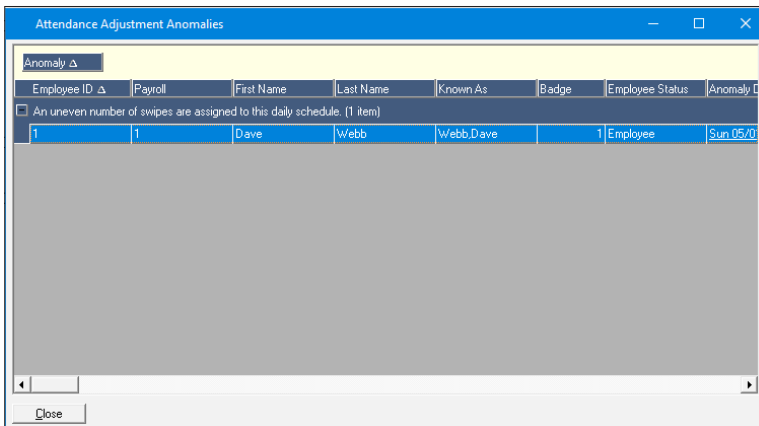 Attendance Adjustment Anomalies
Anomaly Δ
Employee ID Δ Payroll First Name Last Name Known As Badge Employee Status Anomaly
An uneven number of swipes are assigned to this daily schedule. (1 item)
1 1 Dave Webb Webb,Dave 1 Employee Sun 05/0
Close